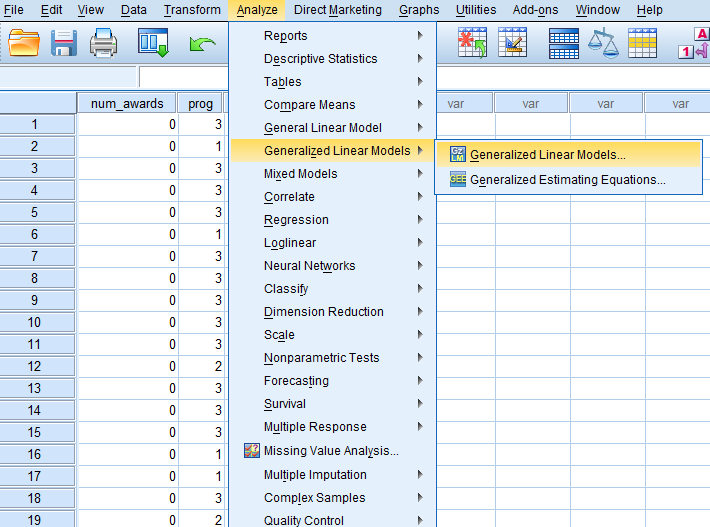 File Edit View Data Transform Analyze Direct Marketing Graphs Utilities Add-ons Window Help
A
1
num_awards prog var var var var
Reports
Descriptive Statistics
Tables
Compare Means
General Linear Model
Generalized Linear Models
Mixed Models
Correlate
Regression
Loglinear
Neural Networks
Classify
Dimension Reduction
Scale
Nonparametric Tests
Forecasting
Survival
Multiple Response
Missing Value Analysis...
Multiple Imputation
Complex Samples
Quality Control
GZLM Generalized Linear Models...
GEE Generalized Estimating Equations...
1 0 3
2 0 1
3 0 3
4 0 3
5 0 3
6 0 1
7 0 3
8 0 3
9 0 3
10 0 3
11 0 3
12 0 2
13 0 3
14 0 3
15 0 3
16 0 1
17 0 1
18 0 3
19 0 2